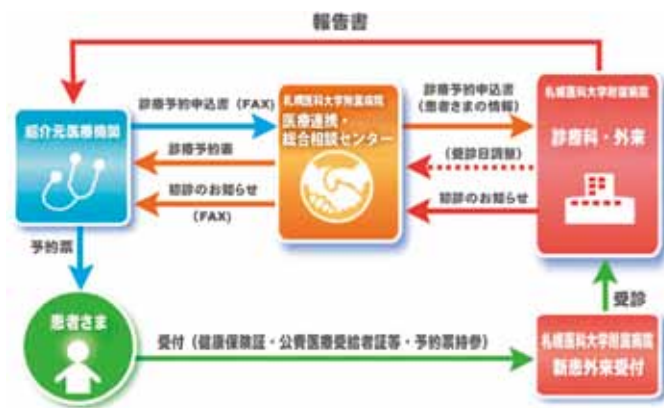 報告書
紹介元医療機関
診療予約申込書（FAX）
診療予約票
初診のお知らせ
（FAX）
札幌医科大学附属病院
医療連携・
総合相談センター
診療予約申込書
（患者さまの情報）
（受診日調整）
初診のお知らせ
札幌医科大学附属病院
診療科・外来
予約票
患者さま
受付（健康保険証・公費医療受給者証等・予約票持参）
受診
札幌医科大学附属病院
新患外来受付